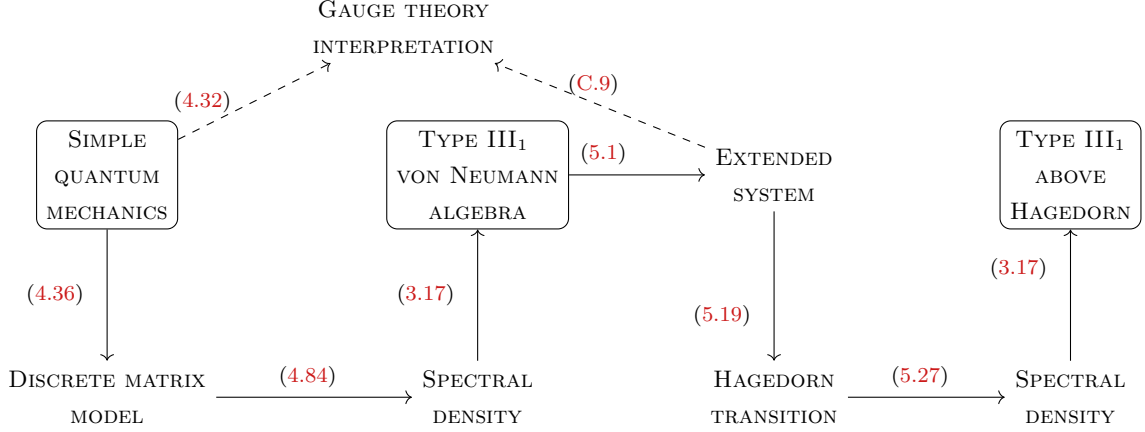 Gauge theory
interpretation
(4.32)
(C.9)
Simple
quantum
mechanics
Type III₁
von Neumann
algebra
(5.1)
Extended
system
Type III₁
above
Hagedorn
(4.36)
(3.17)
(5.19)
(3.17)
Discrete matrix
model
(4.84)
Spectral
density
Hagedorn
transition
(5.27)
Spectral
density